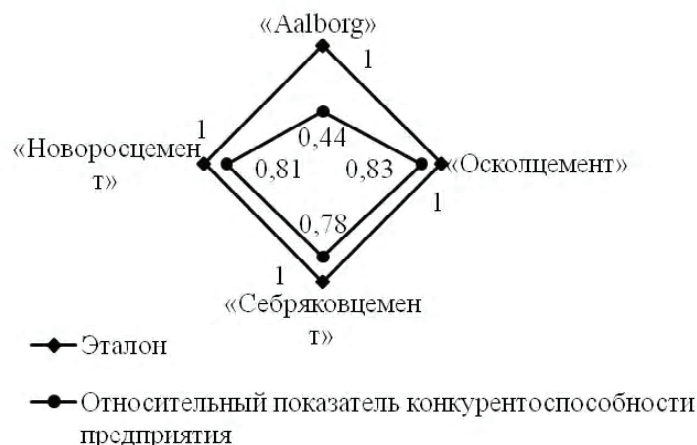 «Aalborg»
1
1
«Новоросцемен
т»
0,44
0,81
0,83
«Осколцемент»
0,78
1
1
«Себряковцемен
т»
Эталон
Относительный показатель конкурентоспособности
предприятия